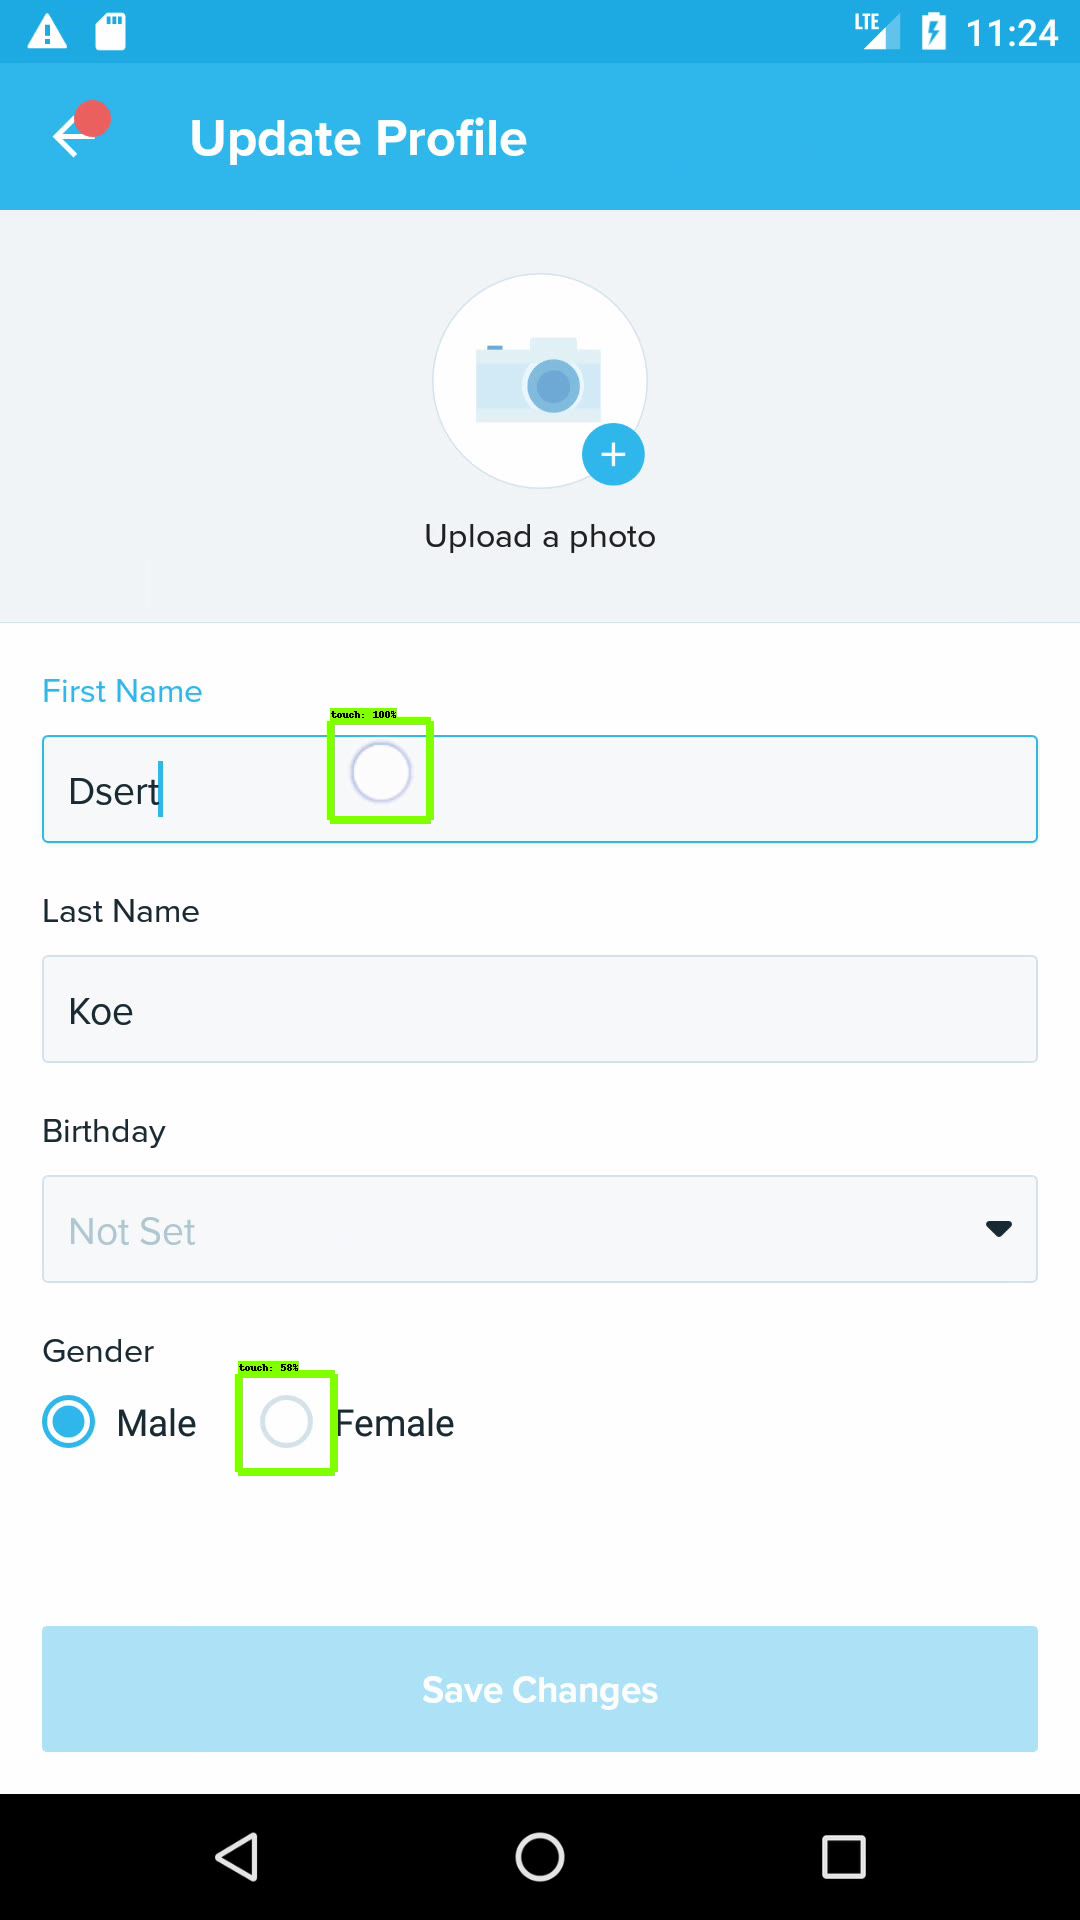 LTE 11:24
Update Profile
Upload a photo
First Name
touch: 100%
Dsert
Last Name
Koe
Birthday
Not Set
Gender
touch: 58%
Male Female
Save Changes